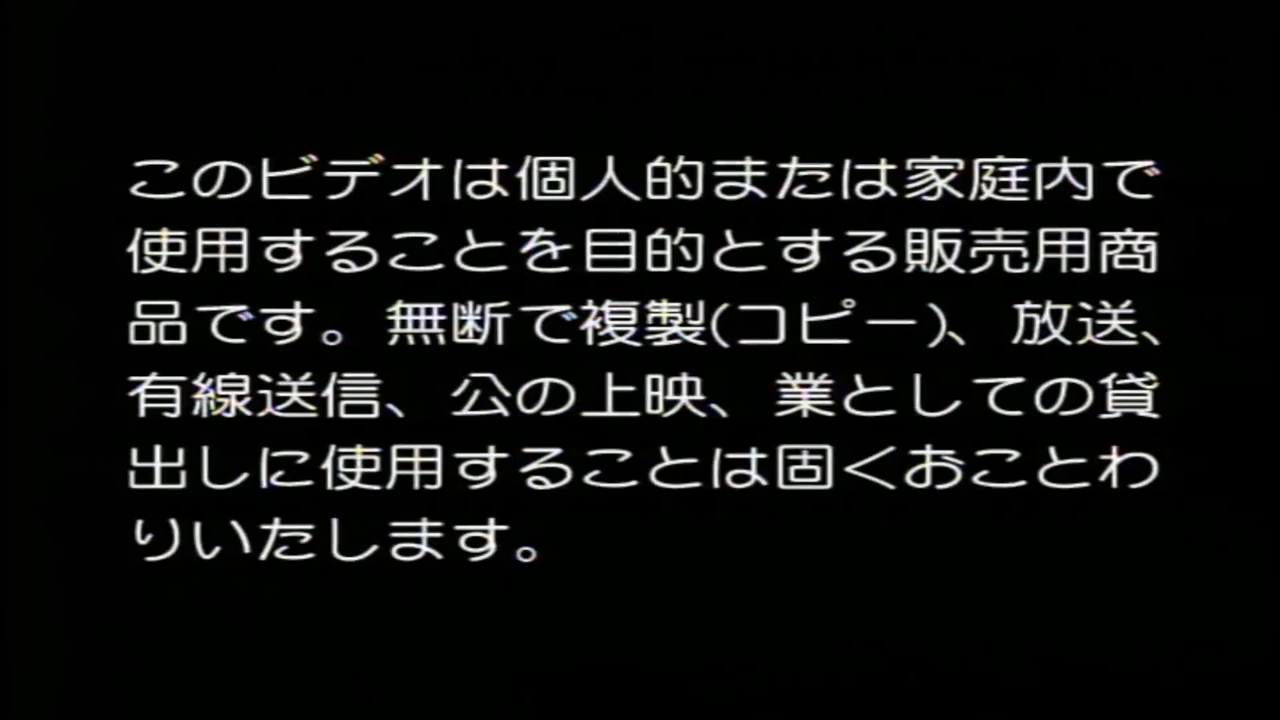 このビデオは個人的または家庭内で
使用することを目的とする販売用商
品です。無断で複製(コピー)、放送、
有線送信、公の上映、業としての貸
出しに使用することは固くおことわ
りいたします。